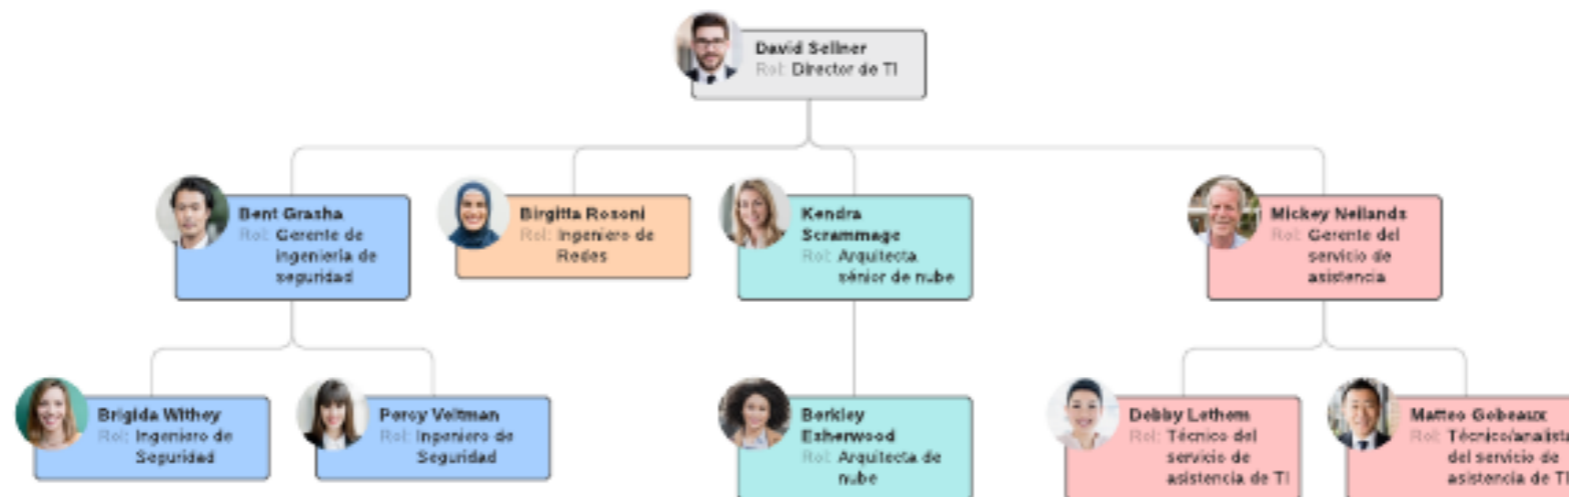 David Sellner
Rol: Director de TI
Bent Grasha
Rol: Gerente de
ingeniería de
seguridad
Birgitta Rosoni
Rol: Ingeniero de
Redes
Kendra
Scrammage
Rol: Arquitecta
sénior de nube
Mickey Neilands
Rol: Gerente del
servicio de
asistencia
Brigida Withey
Rol: Ingeniero de
Seguridad
Percy Veltman
Rol: Ingeniero de
Seguridad
Berkley
Esherwood
Rol: Arquitecta de
nube
Debby Lethem
Rol: Técnico del
servicio de
asistencia de TI
Matteo Gobeaux
Rol: Técnico/analista
del servicio de
asistencia de TI